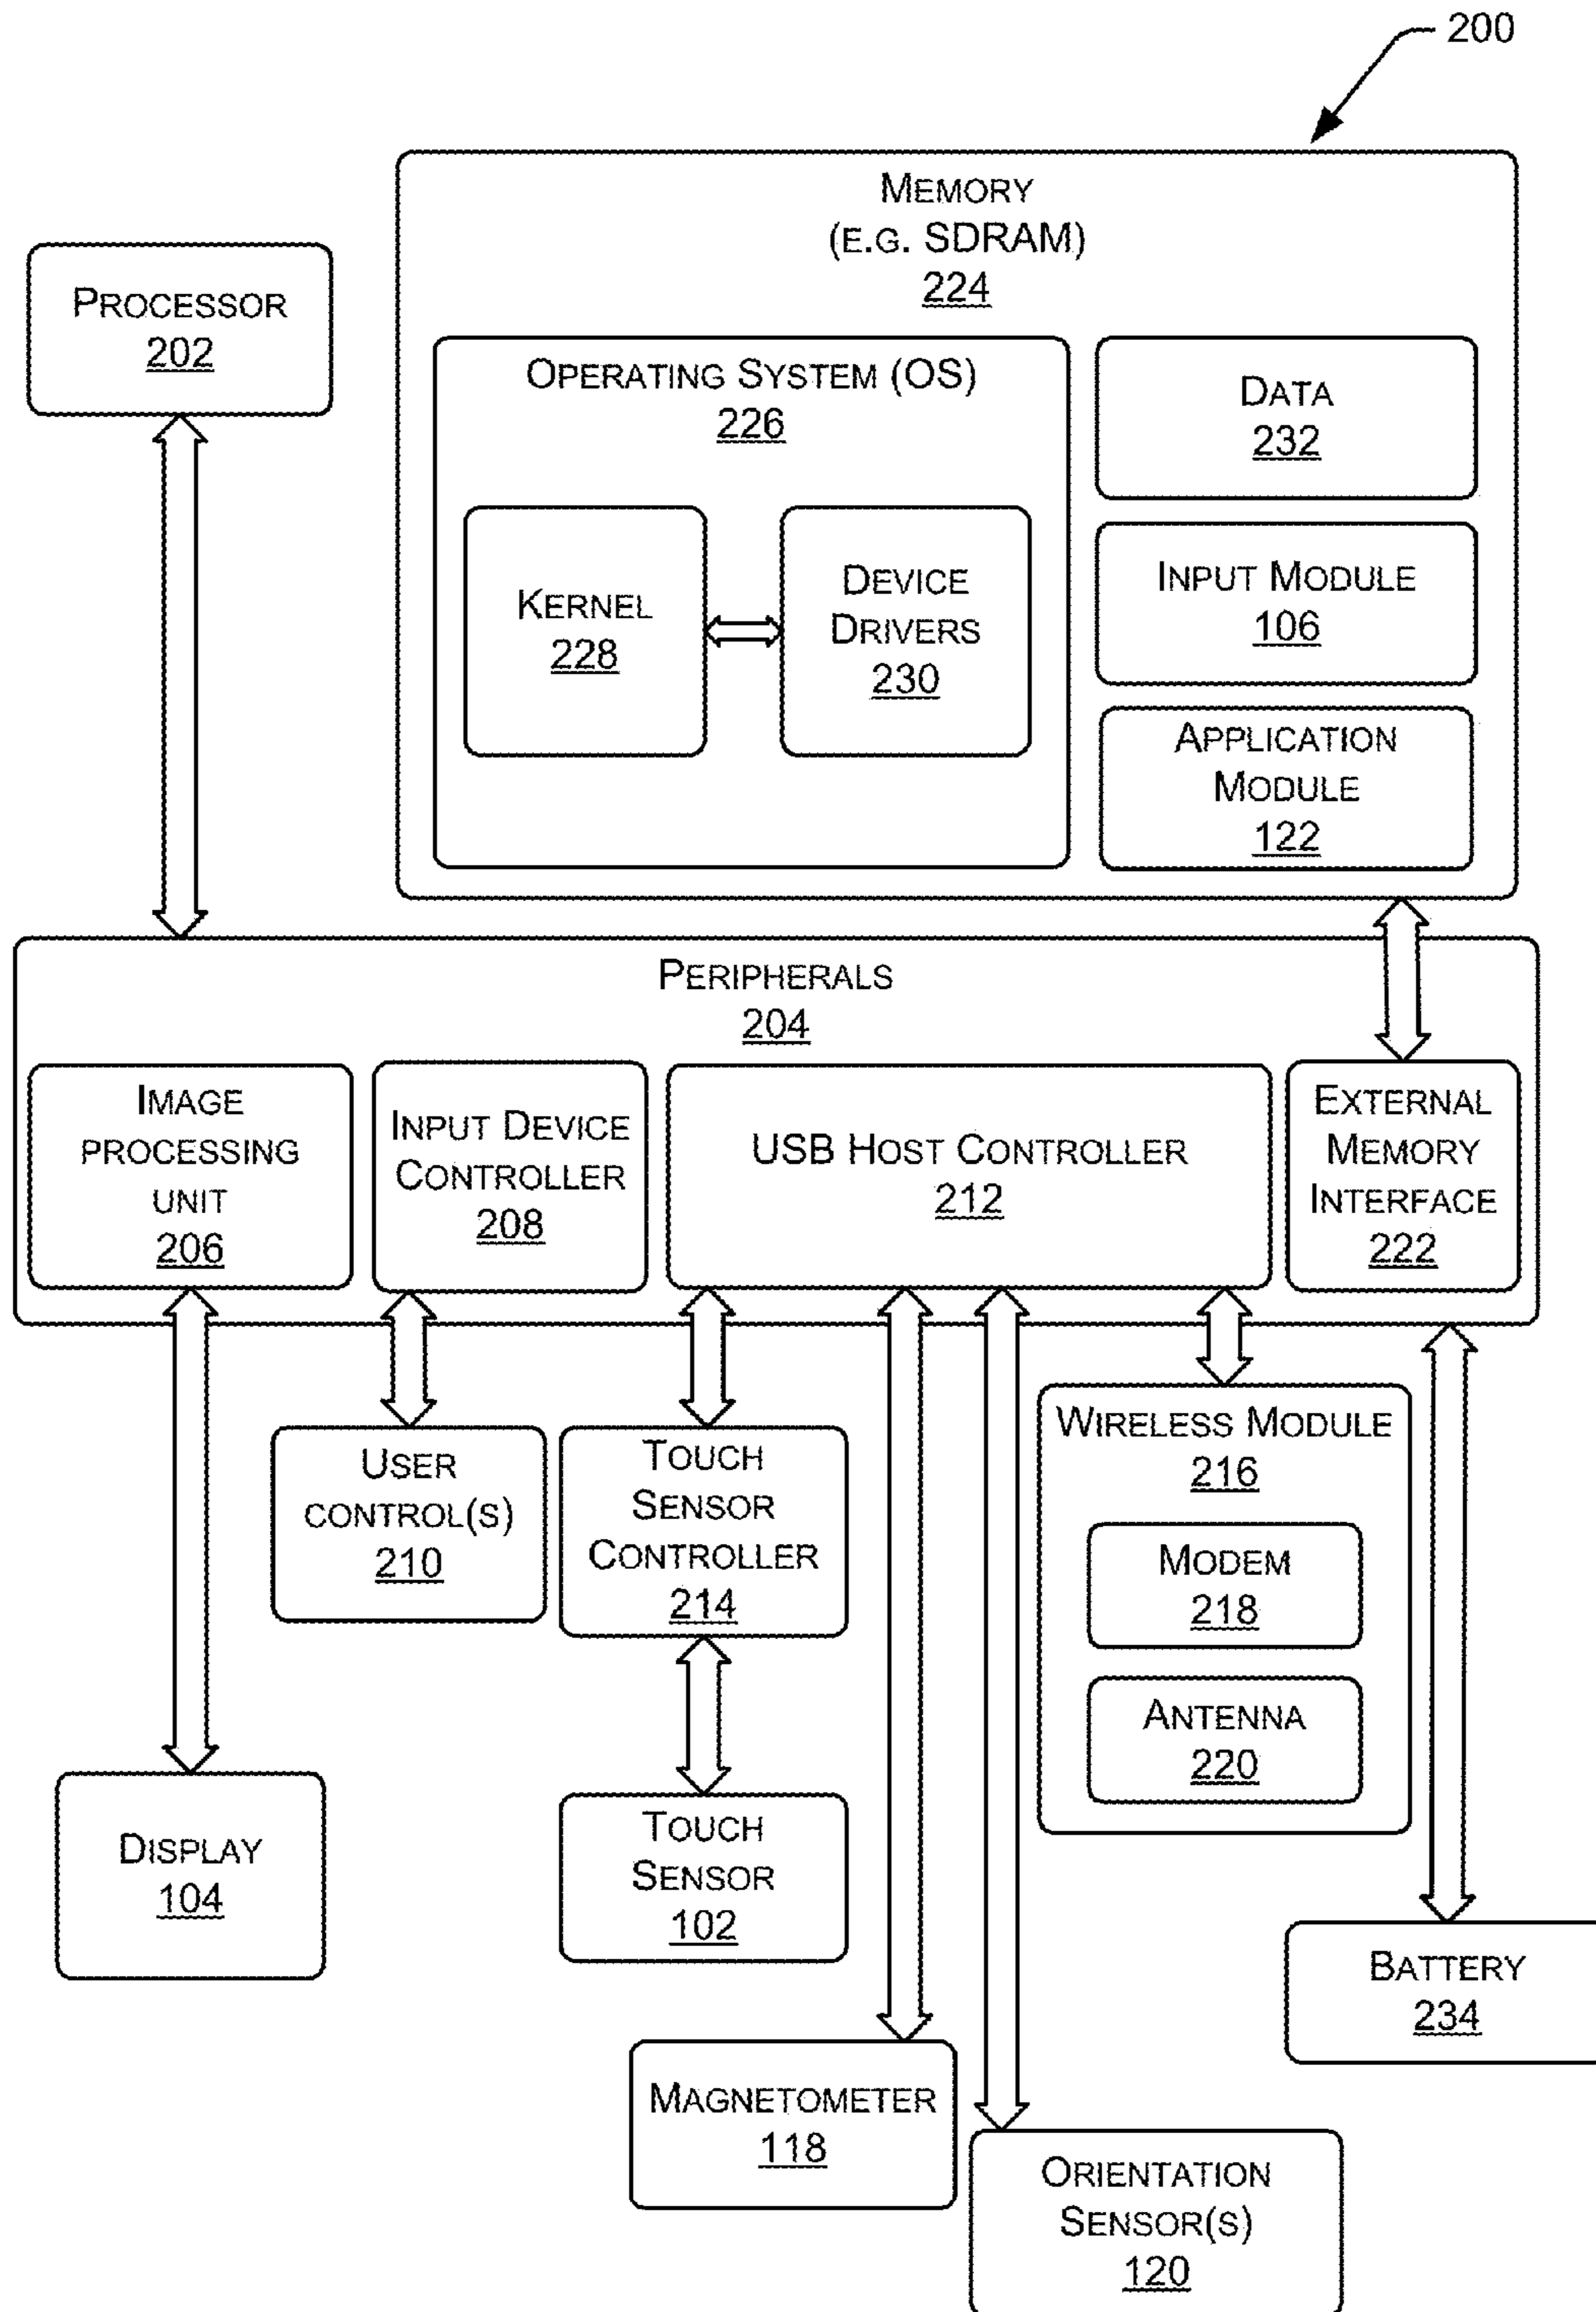 200
MEMORY
(E.G. SDRAM)
224
PROCESSOR
202
OPERATING SYSTEM (OS)
226
KERNEL
228
DEVICE
DRIVERS
230
DATA
232
INPUT MODULE
106
APPLICATION
MODULE
122
PERIPHERALS
204
IMAGE
PROCESSING
UNIT
206
INPUT DEVICE
CONTROLLER
208
USB HOST CONTROLLER
212
EXTERNAL
MEMORY
INTERFACE
222
USER
CONTROL(S)
210
TOUCH
SENSOR
CONTROLLER
214
WIRELESS MODULE
216
MODEM
218
ANTENNA
220
DISPLAY
104
TOUCH
SENSOR
102
BATTERY
234
MAGNETOMETER
118
ORIENTATION
SENSOR(S)
120